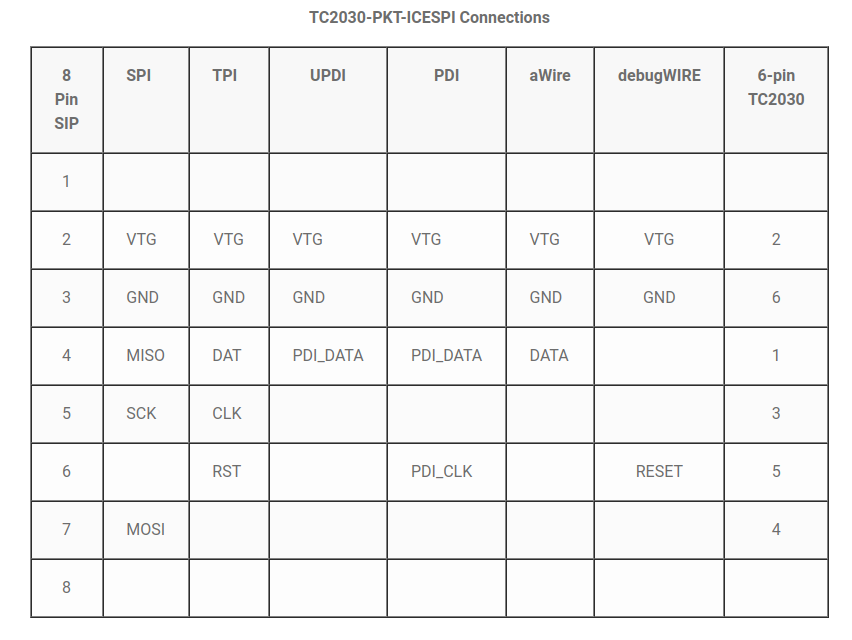 TC2030-PKT-ICESPI Connections
8 Pin SIP SPI TPI UPDI PDI aWire debugWIRE 6-pin TC2030
1
2 VTG VTG VTG VTG VTG VTG 2
3 GND GND GND GND GND GND 6
4 MISO DAT PDI_DATA PDI_DATA DATA 1
5 SCK CLK 3
6 RST PDI_CLK RESET 5
7 MOSI 4
8